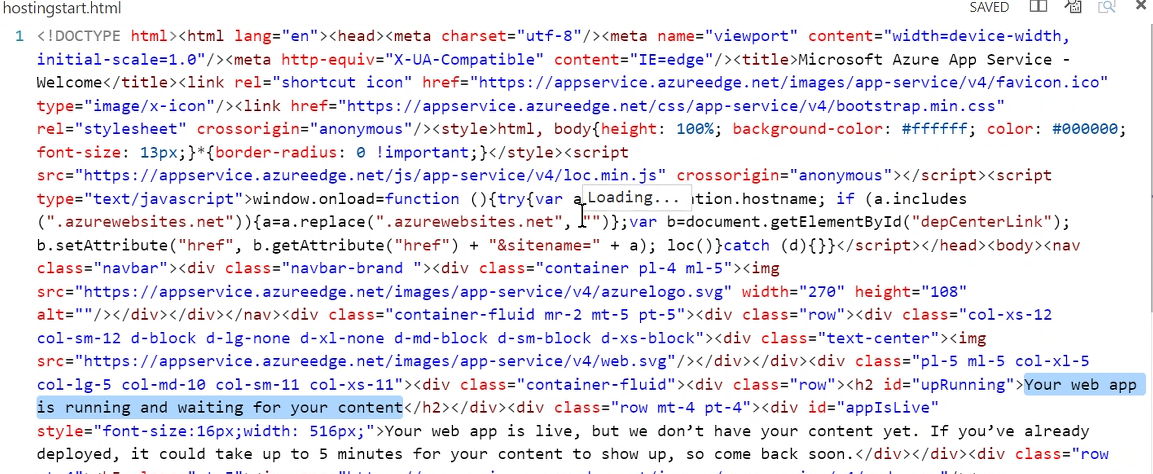 hostingstart.html
SAVED
1 <!DOCTYPE html><html lang="en"><head><meta charset="utf-8"/><meta name="viewport" content="width=device-width,
initial-scale=1.0"/><meta http-equiv="X-UA-Compatible" content="IE=edge"/><title>Microsoft Azure App Service -
Welcome</title><link rel="shortcut icon" href="https://appservice.azureedge.net/images/app-service/v4/favicon.ico"
type="image/x-icon"/><link href="https://appservice.azureedge.net/css/app-service/v4/bootstrap.min.css"
rel="stylesheet" crossorigin="anonymous"/><style>html, body{height: 100%; background-color: #ffffff; color: #000000;
font-size: 13px;}*{border-radius: 0 !important;}</style><script
src="https://appservice.azureedge.net/js/app-service/v4/loc.min.js" crossorigin="anonymous"></script><script
type="text/javascript">window.onload=function (){try{var a Loading... tion.hostname; if (a.includes
(".azurewebsites.net")){a=a.replace(".azurewebsites.net", "")};var b=document.getElementById("depCenterLink");
b.setAttribute("href", b.getAttribute("href") + "&sitename=" + a); loc()}catch (d){}}</script></head><body><nav
class="navbar"><div class="navbar-brand "><div class="container pl-4 ml-5"><img
src="https://appservice.azureedge.net/images/app-service/v4/azurelogo.svg" width="270" height="108"
alt=""/></div></div></nav><div class="container-fluid mr-2 mt-5 pt-5"><div class="row"><div class="col-xs-12
col-sm-12 d-block d-lg-none d-xl-none d-md-block d-sm-block d-xs-block"><div class="text-center"><img
src="https://appservice.azureedge.net/images/app-service/v4/web.svg"/></div></div><div class="pl-5 ml-5 col-xl-5
col-lg-5 col-md-10 col-sm-11 col-xs-11"><div class="container-fluid"><div class="row"><h2 id="upRunning">Your web app
is running and waiting for your content</h2></div><div class="row mt-4 pt-4"><div id="appIsLive"
style="font-size:16px;width: 516px;">Your web app is live, but we don’t have your content yet. If you’ve already
deployed, it could take up to 5 minutes for your content to show up, so come back soon.</div></div><div class="row